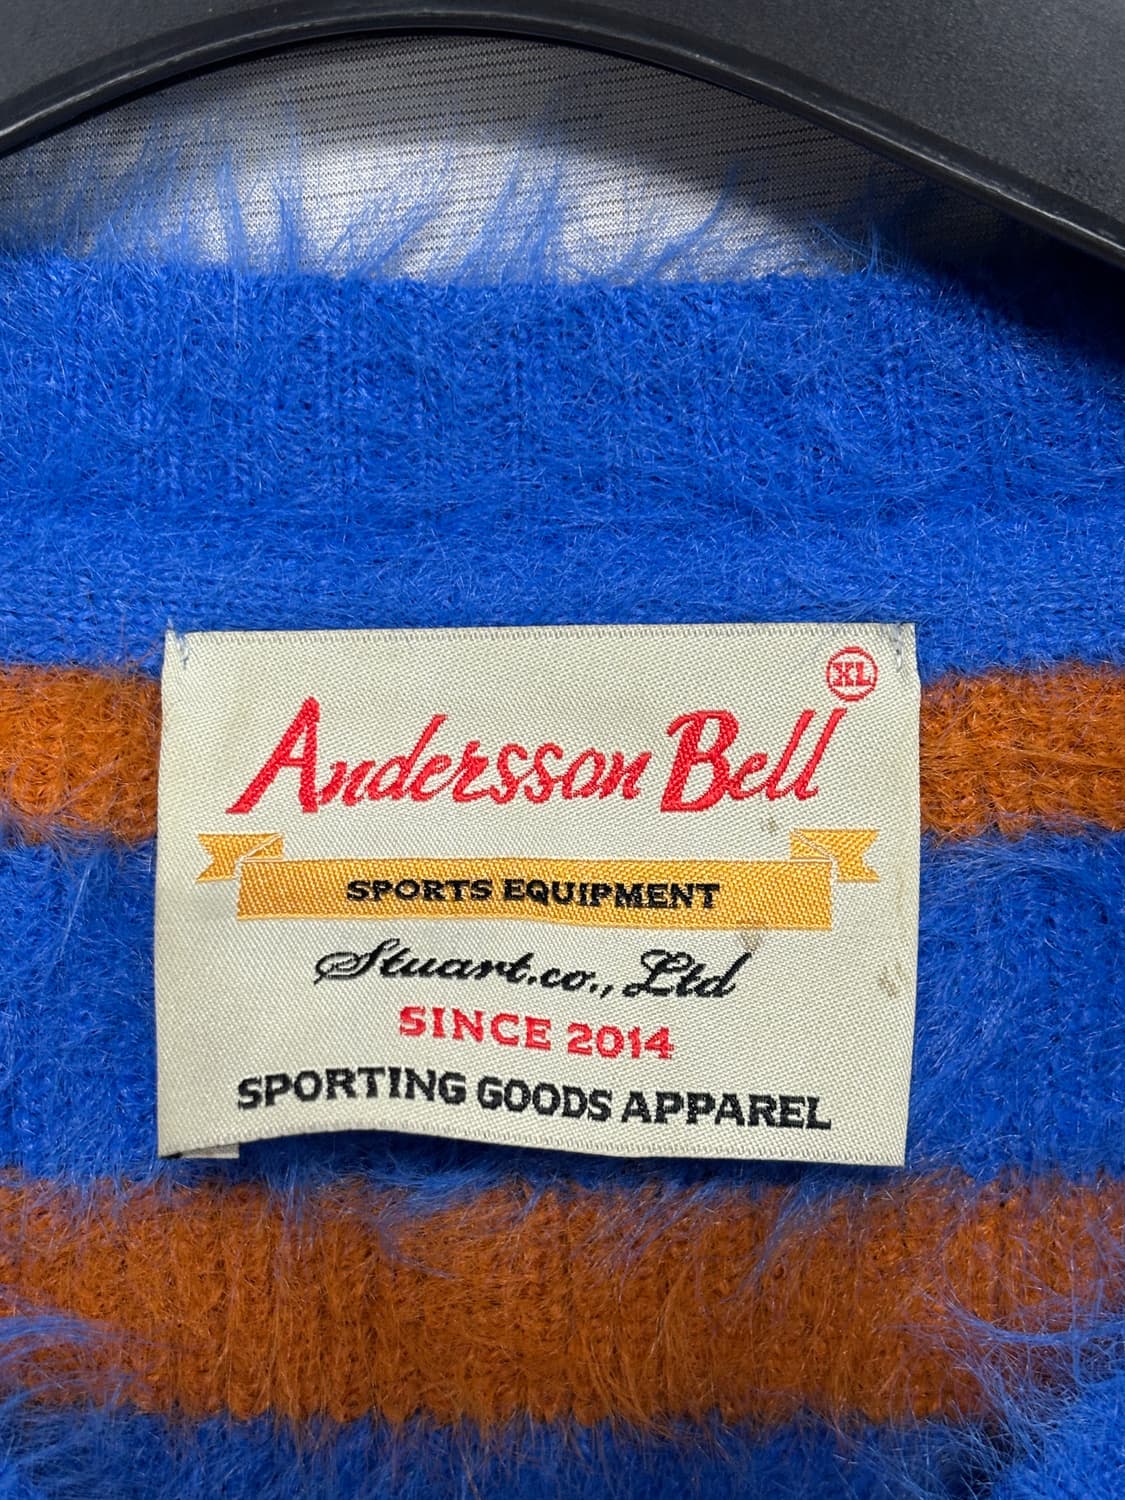 XL
Andersson Bell
SPORTS EQUIPMENT
Stuart.co., Ltd
SINCE 2014
SPORTING GOODS APPAREL